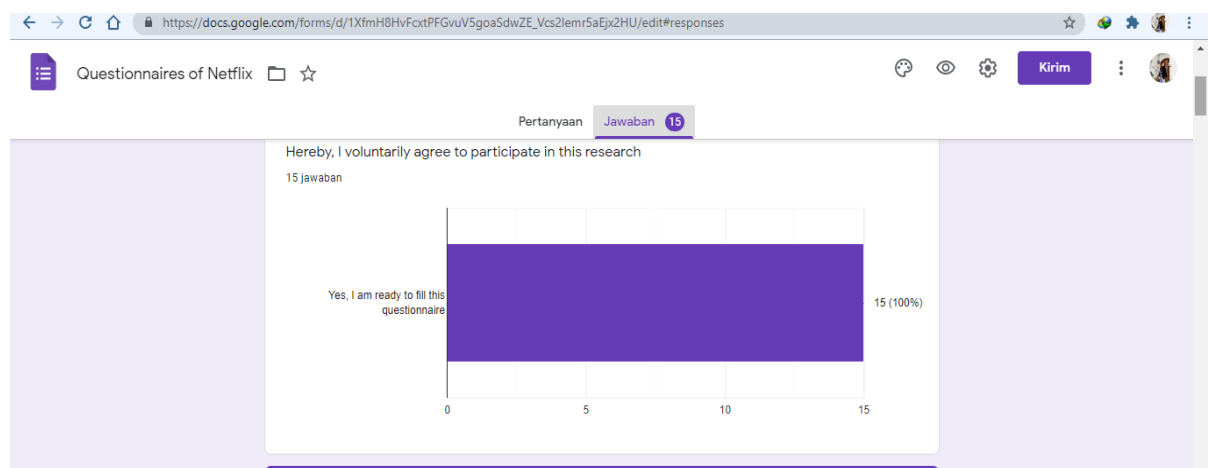 https://docs.google.com/forms/d/1XfmH8HvFcxtPFGvuV5goaSdwZE_Vcs2lemr5aEjx2HU/edit#responses
Questionnaires of Netflix
Kirim
Pertanyaan Jawaban 15
Hereby, I voluntarily agree to participate in this research
15 jawaban
Yes, I am ready to fill this
questionnaire
15 (100%)
0 5 10 15